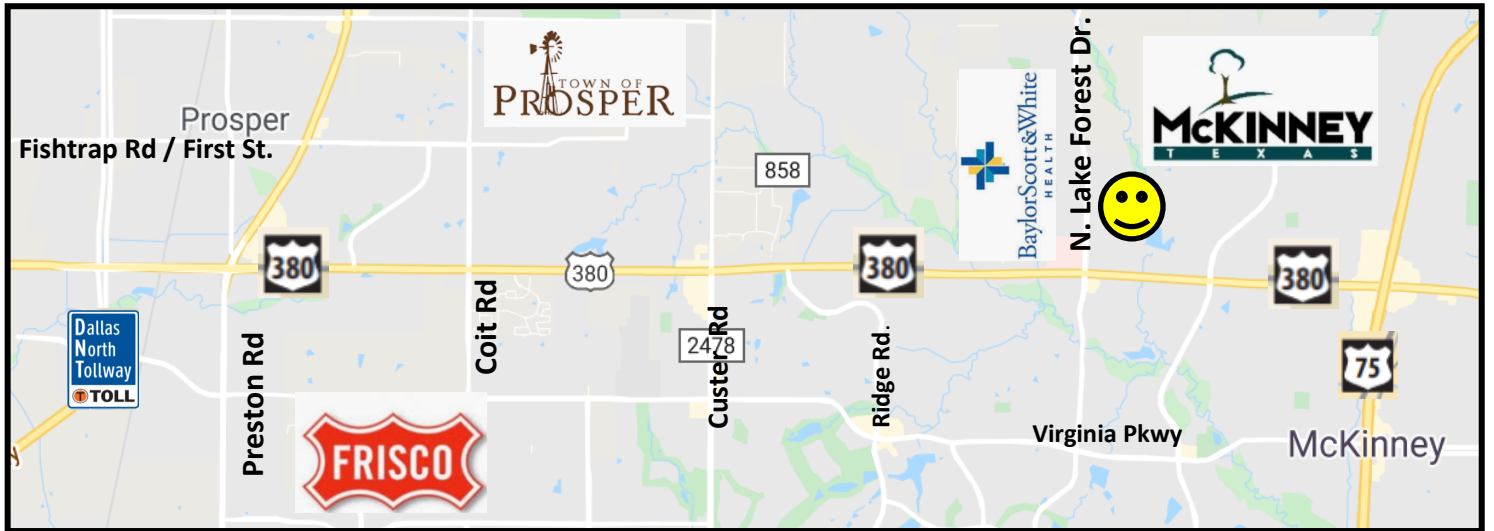 TOWN OF
PROSPER
Prosper
Fishtrap Rd / First St.
BaylorScott&White
HEALTH
N. Lake Forest Dr.
McKINNEY
TEXAS
858
380
380
380
380
Dallas
North
Tollway
TOLL
Preston Rd
Coit Rd
2478
Custer Rd
Ridge Rd.
75
FRISCO
Virginia Pkwy
McKinney
y